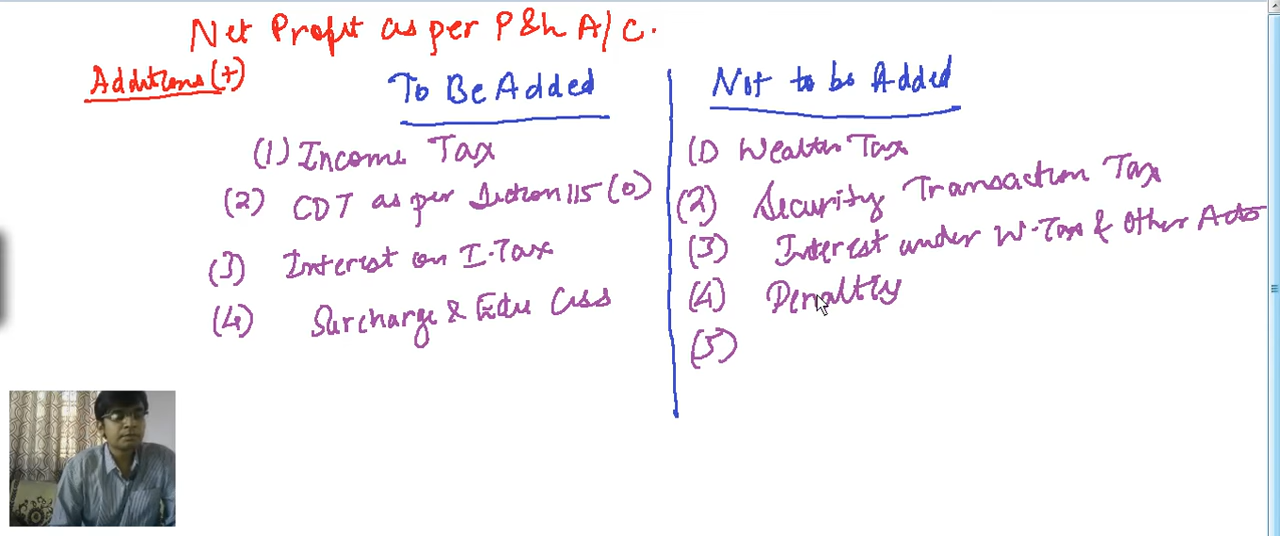 Net Profit as per P&L A/C.
Additions (+)
To Be Added
Not to be Added
(1) Income Tax
(2) CDT as per Section 115 (O)
(3) Interest on I.Tax
(4) Surcharge & Edu Cess
(1) Wealth Tax
(2) Security Transaction Tax
(3) Interest under W.Tax & Other Acts
(4) Penaltly
(5)